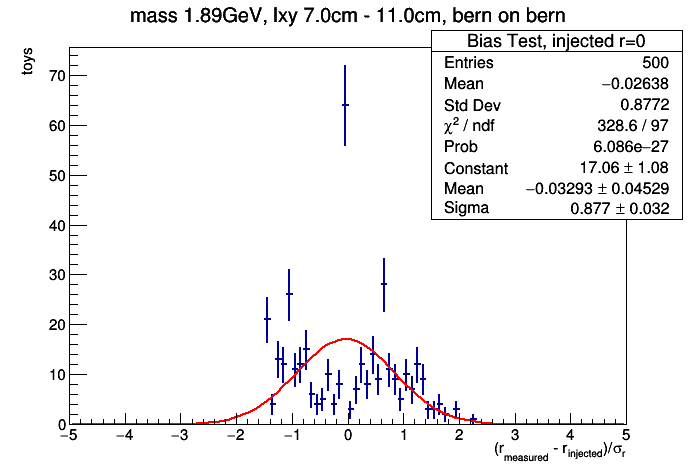 mass 1.89GeV, lxy 7.0cm - 11.0cm, bern on bern
Bias Test, injected r=0
Entries 500
Mean −0.02638
Std Dev 0.8772
χ² / ndf 328.6 / 97
Prob 6.086e−27
Constant 17.06 ± 1.08
Mean −0.03293 ± 0.04529
Sigma 0.877 ± 0.032
toys
70
60
50
40
30
20
10
0
−5 −4 −3 −2 −1 0 1 2 3 4 5
(r_measured - r_injected)/σ_r